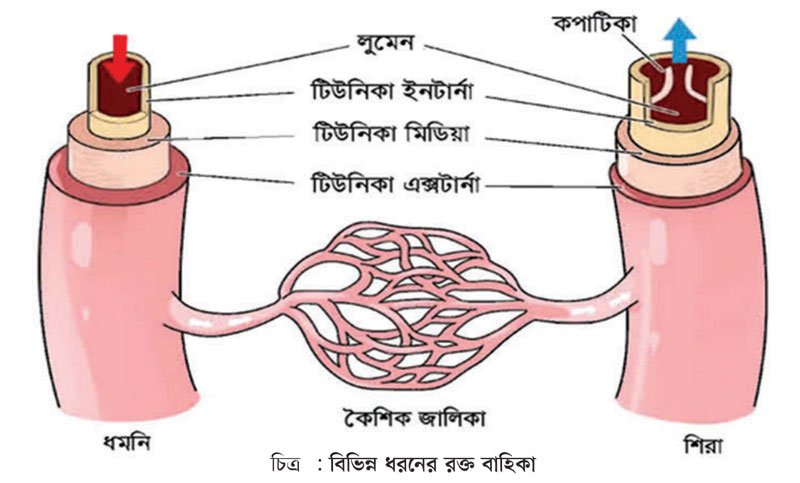 কপাটিকা
লুমেন
টিউনিকা ইনটার্না
টিউনিকা মিডিয়া
টিউনিকা এক্সটার্না
কৈশিক জালিকা
ধমনি
শিরা
চিত্র : বিভিন্ন ধরনের রক্ত বাহিকা